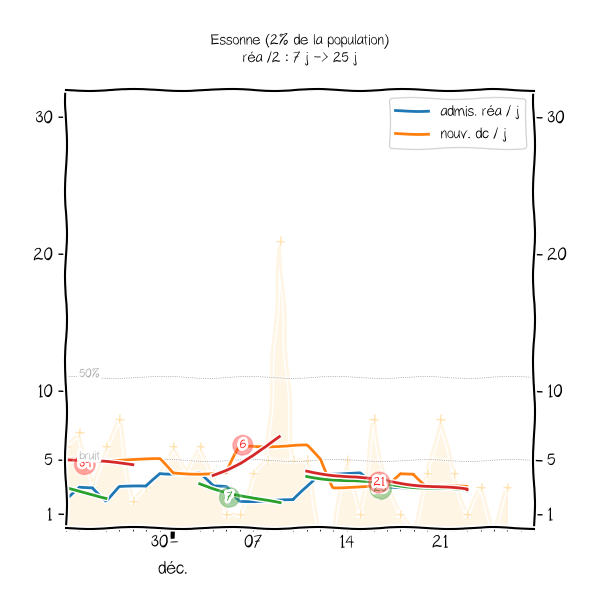 Essonne (2% de la population)
réa /2 : 7 j -> 25 j
admis. réa / j
nouv. dc / j
30 30
20 20
50%
10 10
6
bruit
5 5
21
7
1 1
30 07 14 21
déc.